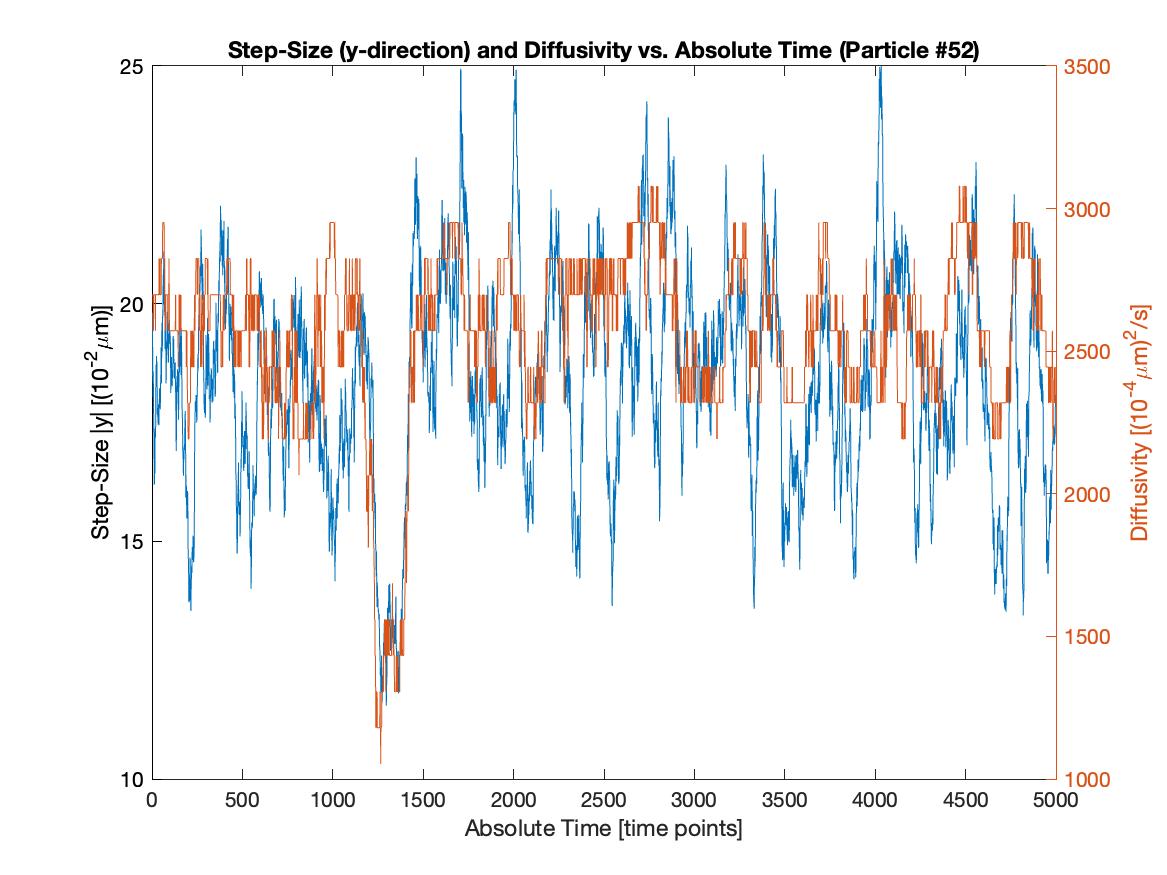 Step-Size (y-direction) and Diffusivity vs. Absolute Time (Particle #52)
25
20
15
10
Step-Size |y| [(10⁻² μm)]
3500
3000
2500
2000
1500
1000
Diffusivity [(10⁻⁴ μm)²/s]
0 500 1000 1500 2000 2500 3000 3500 4000 4500 5000
Absolute Time [time points]